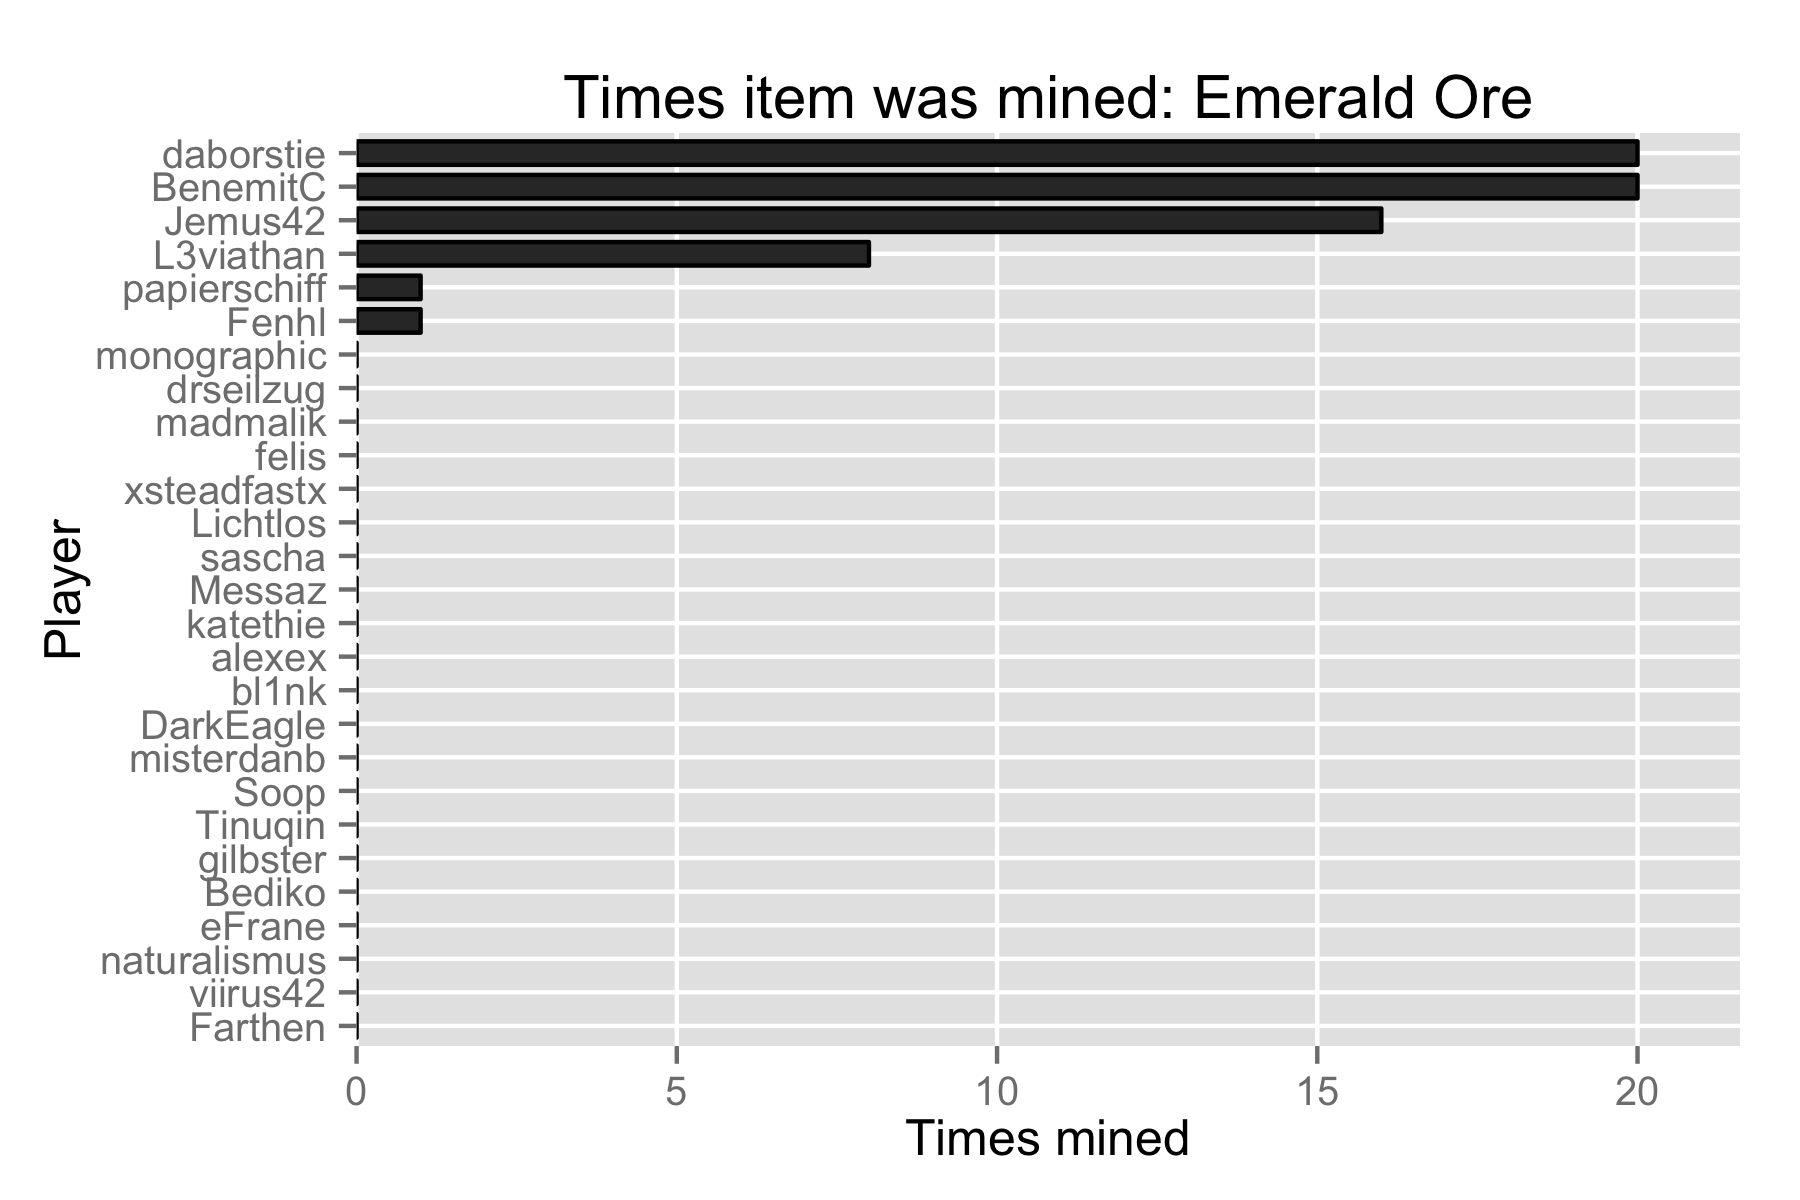 Times item was mined: Emerald Ore
daborstie
BenemitC
Jemus42
L3viathan
papierschiff
Fenhl
monographic
drseilzug
madmalik
felis
xsteadfastx
Lichtlos
sascha
Messaz
katethie
alexex
bl1nk
DarkEagle
misterdanb
Soop
Tinuqin
gilbster
Bediko
eFrane
naturalismus
viirus42
Farthen
Player
0 5 10 15 20
Times mined